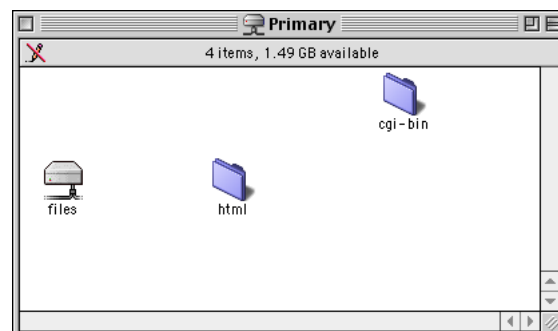 Primary
4 items, 1.49 GB available
cgi-bin
files
html